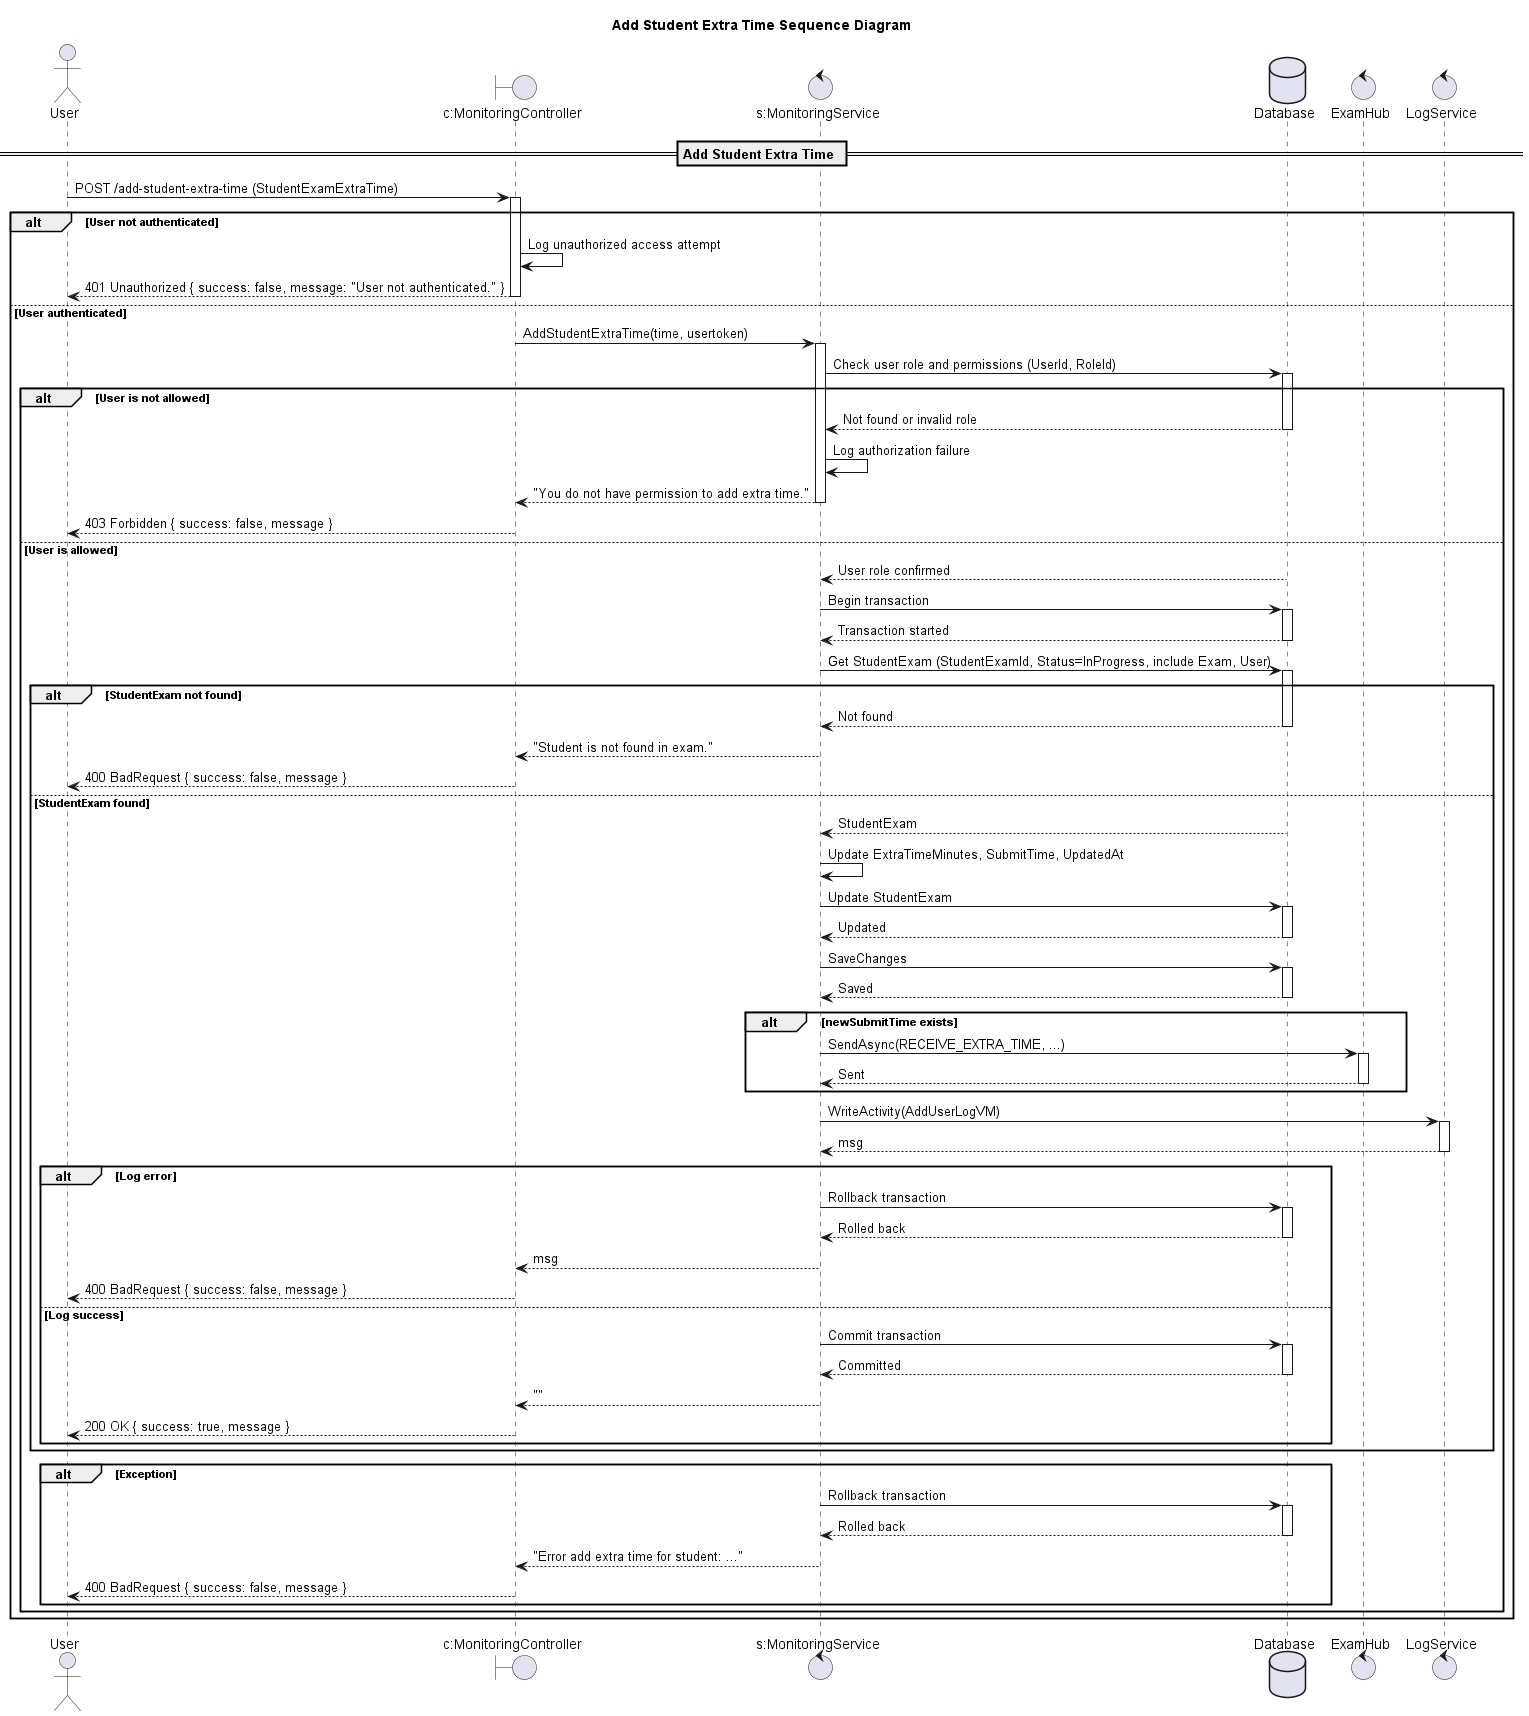 Add Student Extra Time Sequence Diagram
User
c:MonitoringController
s:MonitoringService
Database
ExamHub
LogService
Add Student Extra Time
POST /add-student-extra-time (StudentExamExtraTime)
alt
[User not authenticated]
Log unauthorized access attempt
401 Unauthorized { success: false, message: "User not authenticated." }
[User authenticated]
AddStudentExtraTime(time, usertoken)
Check user role and permissions (UserId, RoleId)
alt
[User is not allowed]
Not found or invalid role
Log authorization failure
"You do not have permission to add extra time."
403 Forbidden { success: false, message }
[User is allowed]
User role confirmed
Begin transaction
Transaction started
Get StudentExam (StudentExamId, Status=InProgress, include Exam, User)
alt
[StudentExam not found]
Not found
"Student is not found in exam."
400 BadRequest { success: false, message }
[StudentExam found]
StudentExam
Update ExtraTimeMinutes, SubmitTime, UpdatedAt
Update StudentExam
Updated
SaveChanges
Saved
alt
[newSubmitTime exists]
SendAsync(RECEIVE_EXTRA_TIME, ...)
Sent
WriteActivity(AddUserLogVM)
msg
alt
[Log error]
Rollback transaction
Rolled back
msg
400 BadRequest { success: false, message }
[Log success]
Commit transaction
Committed
""
200 OK { success: true, message }
alt
[Exception]
Rollback transaction
Rolled back
"Error add extra time for student: ..."
400 BadRequest { success: false, message }
User
c:MonitoringController
s:MonitoringService
Database
ExamHub
LogService